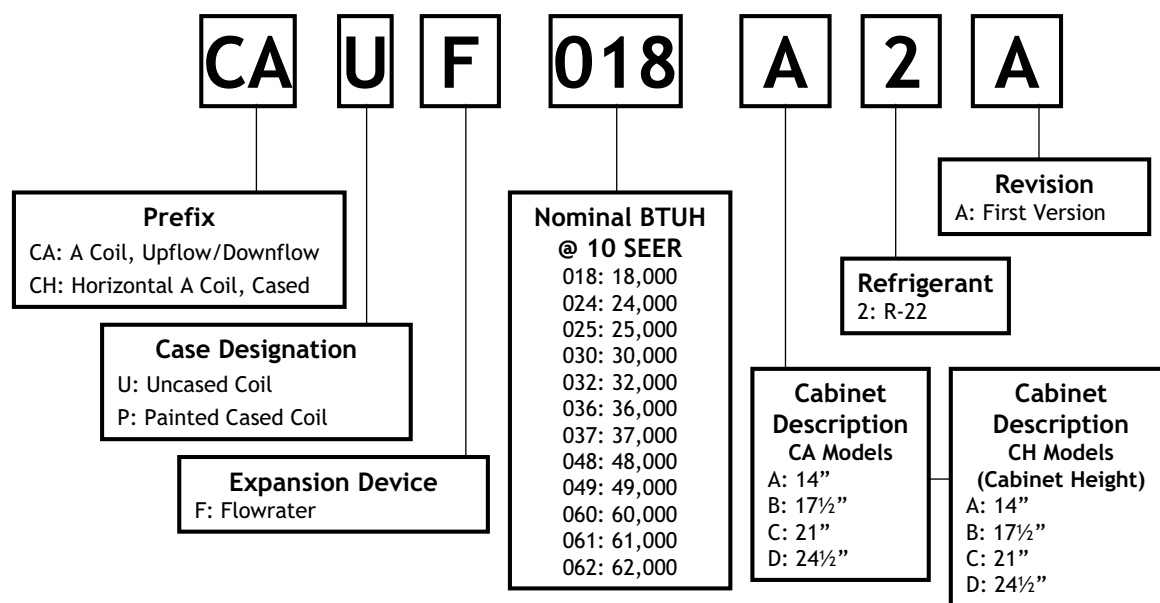 CA U F 018 A 2 A
Prefix
CA: A Coil, Upflow/Downflow
CH: Horizontal A Coil, Cased
Case Designation
U: Uncased Coil
P: Painted Cased Coil
Expansion Device
F: Flowrater
Nominal BTUH
@ 10 SEER
018: 18,000
024: 24,000
025: 25,000
030: 30,000
032: 32,000
036: 36,000
037: 37,000
048: 48,000
049: 49,000
060: 60,000
061: 61,000
062: 62,000
Revision
A: First Version
Refrigerant
2: R-22
Cabinet
Description
CA Models
A: 14”
B: 17½”
C: 21”
D: 24½”
Cabinet
Description
CH Models
(Cabinet Height)
A: 14”
B: 17½”
C: 21”
D: 24½”